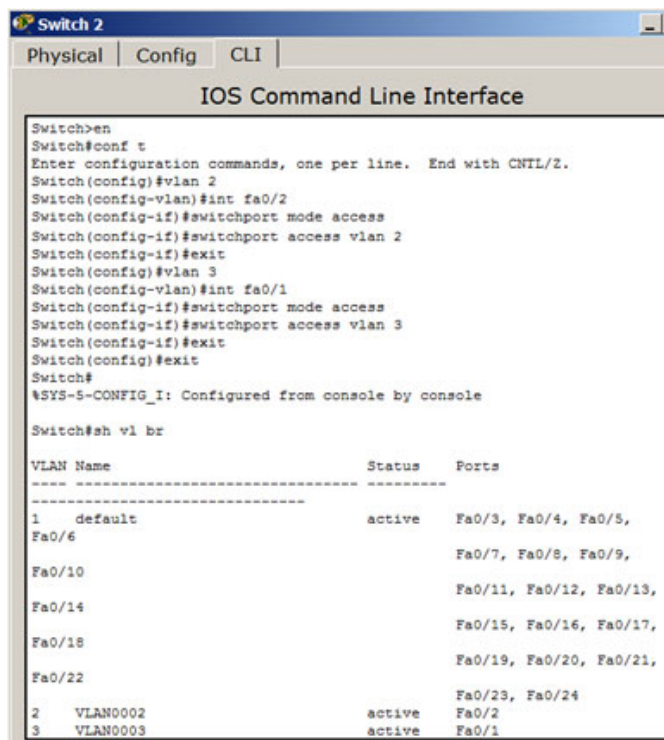 Switch 2
Physical Config CLI
IOS Command Line Interface
Switch>en
Switch#conf t
Enter configuration commands, one per line.  End with CNTL/Z.
Switch(config)#vlan 2
Switch(config-vlan)#int fa0/2
Switch(config-if)#switchport mode access
Switch(config-if)#switchport access vlan 2
Switch(config-if)#exit
Switch(config)#vlan 3
Switch(config-vlan)#int fa0/1
Switch(config-if)#switchport mode access
Switch(config-if)#switchport access vlan 3
Switch(config-if)#exit
Switch(config)#exit
Switch#
%SYS-5-CONFIG_I: Configured from console by console
Switch#sh vl br
VLAN Name                             Status    Ports
---- -------------------------------- ---------
-------------------------------
1    default                          active    Fa0/3, Fa0/4, Fa0/5,
Fa0/6
Fa0/7, Fa0/8, Fa0/9,
Fa0/10
Fa0/11, Fa0/12, Fa0/13,
Fa0/14
Fa0/15, Fa0/16, Fa0/17,
Fa0/18
Fa0/19, Fa0/20, Fa0/21,
Fa0/22
Fa0/23, Fa0/24
2    VLAN0002                         active    Fa0/2
3    VLAN0003                         active    Fa0/1